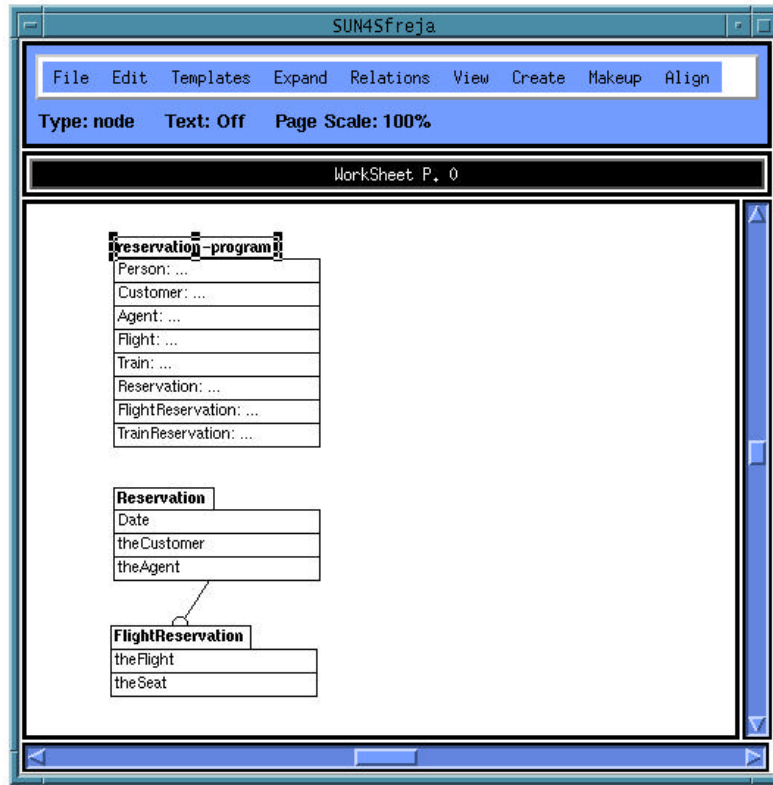 SUN4Sfreja
File Edit Templates Expand Relations View Create Makeup Align
Type: node Text: Off Page Scale: 100%
WorkSheet P. 0
reservation-program
Person: ...
Customer: ...
Agent: ...
Flight: ...
Train: ...
Reservation: ...
FlightReservation: ...
TrainReservation: ...
Reservation
Date
theCustomer
theAgent
FlightReservation
theFlight
theSeat